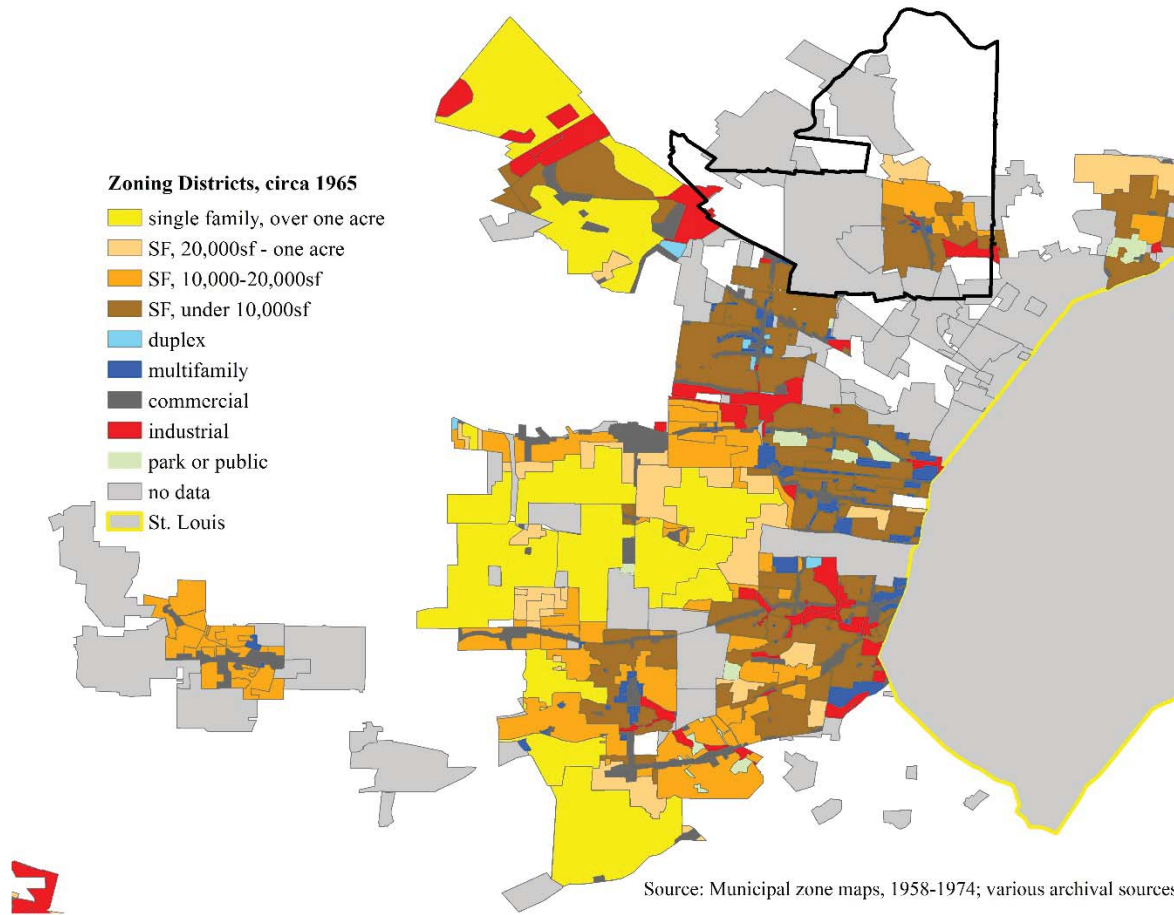 Zoning Districts, circa 1965
single family, over one acre
SF, 20,000sf - one acre
SF, 10,000-20,000sf
SF, under 10,000sf
duplex
multifamily
commercial
industrial
park or public
no data
St. Louis
Source: Municipal zone maps, 1958-1974; various archival sources